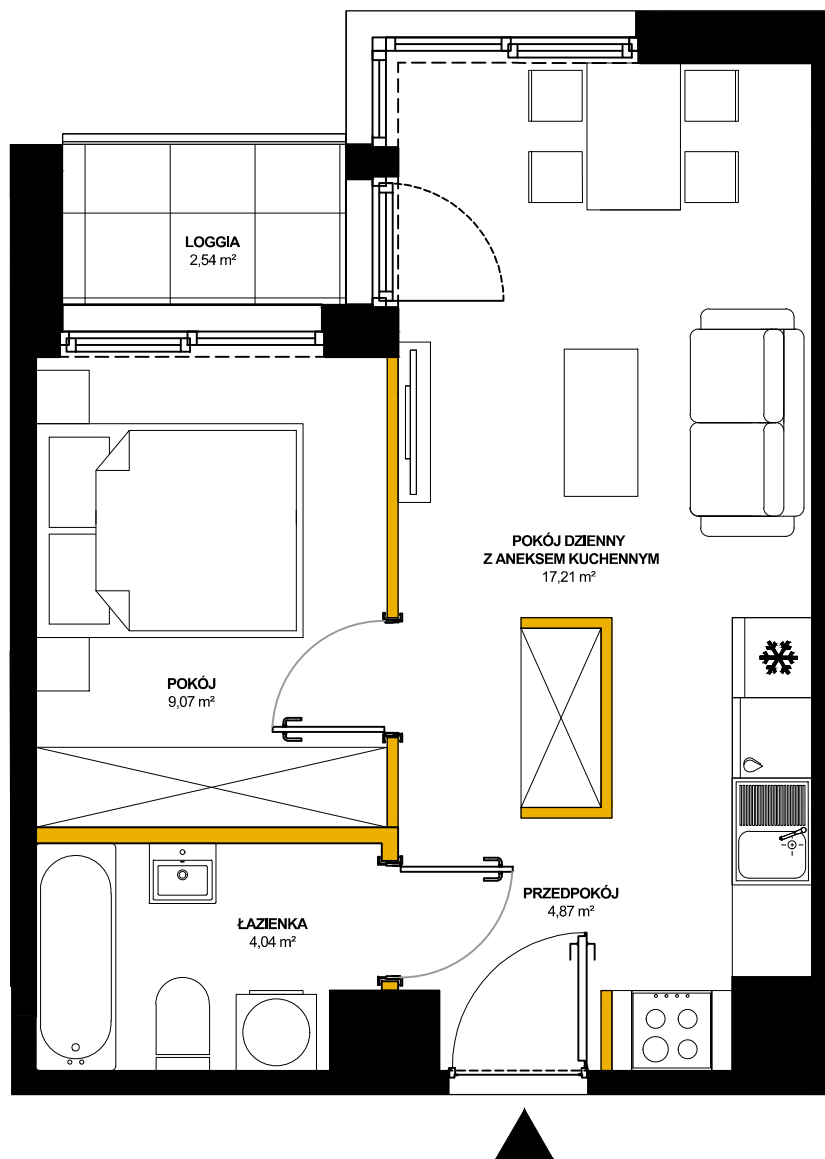 LOGGIA
2,54 m²
POKÓJ DZIENNY
Z ANEKSEM KUCHENNYM
17,21 m²
POKÓJ
9,07 m²
PRZEDPOKÓJ
4,87 m²
ŁAZIENKA
4,04 m²